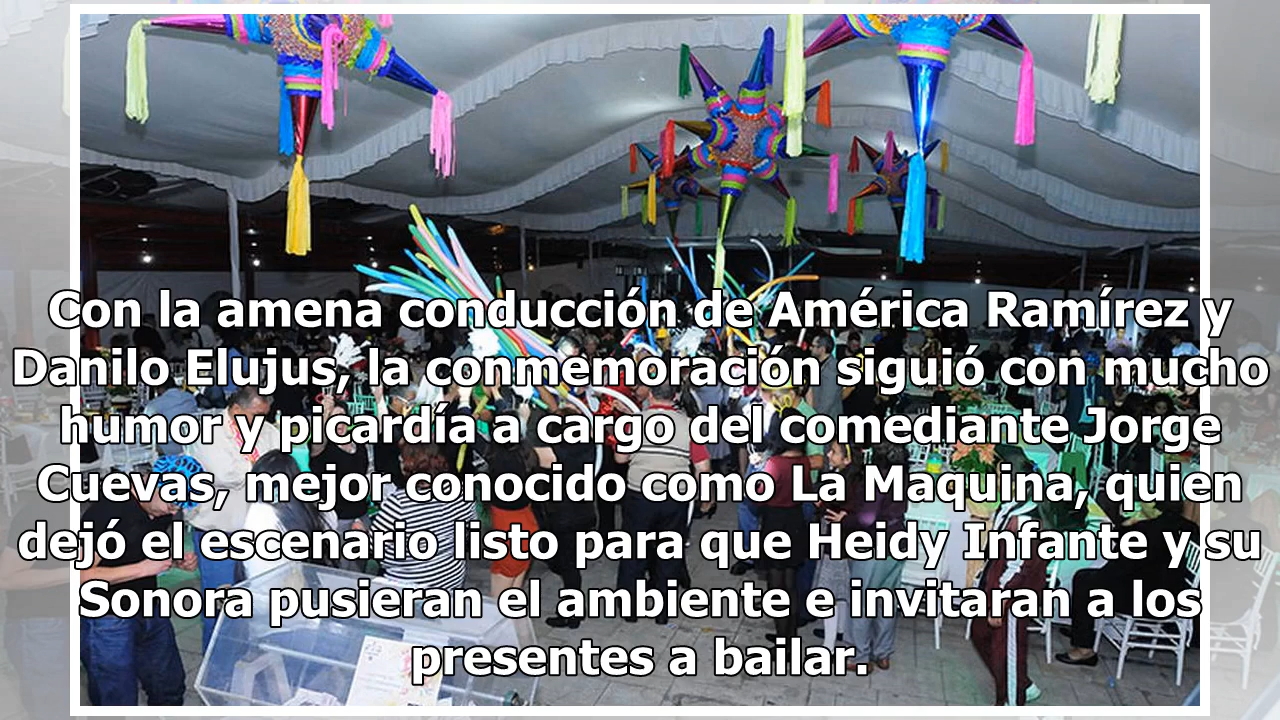 Con la amena conducción de América Ramírez y
Danilo Elujus, la conmemoración siguió con mucho
humor y picardía a cargo del comediante Jorge
Cuevas, mejor conocido como La Maquina, quien
dejó el escenario listo para que Heidy Infante y su
Sonora pusieran el ambiente e invitaran a los
presentes a bailar.